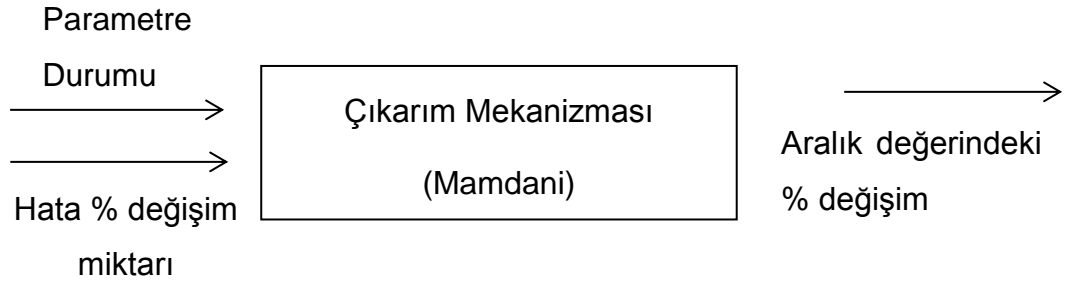 Parametre
Durumu
Hata % değişim
miktarı
Çıkarım Mekanizması
(Mamdani)
Aralık değerindeki
% değişim